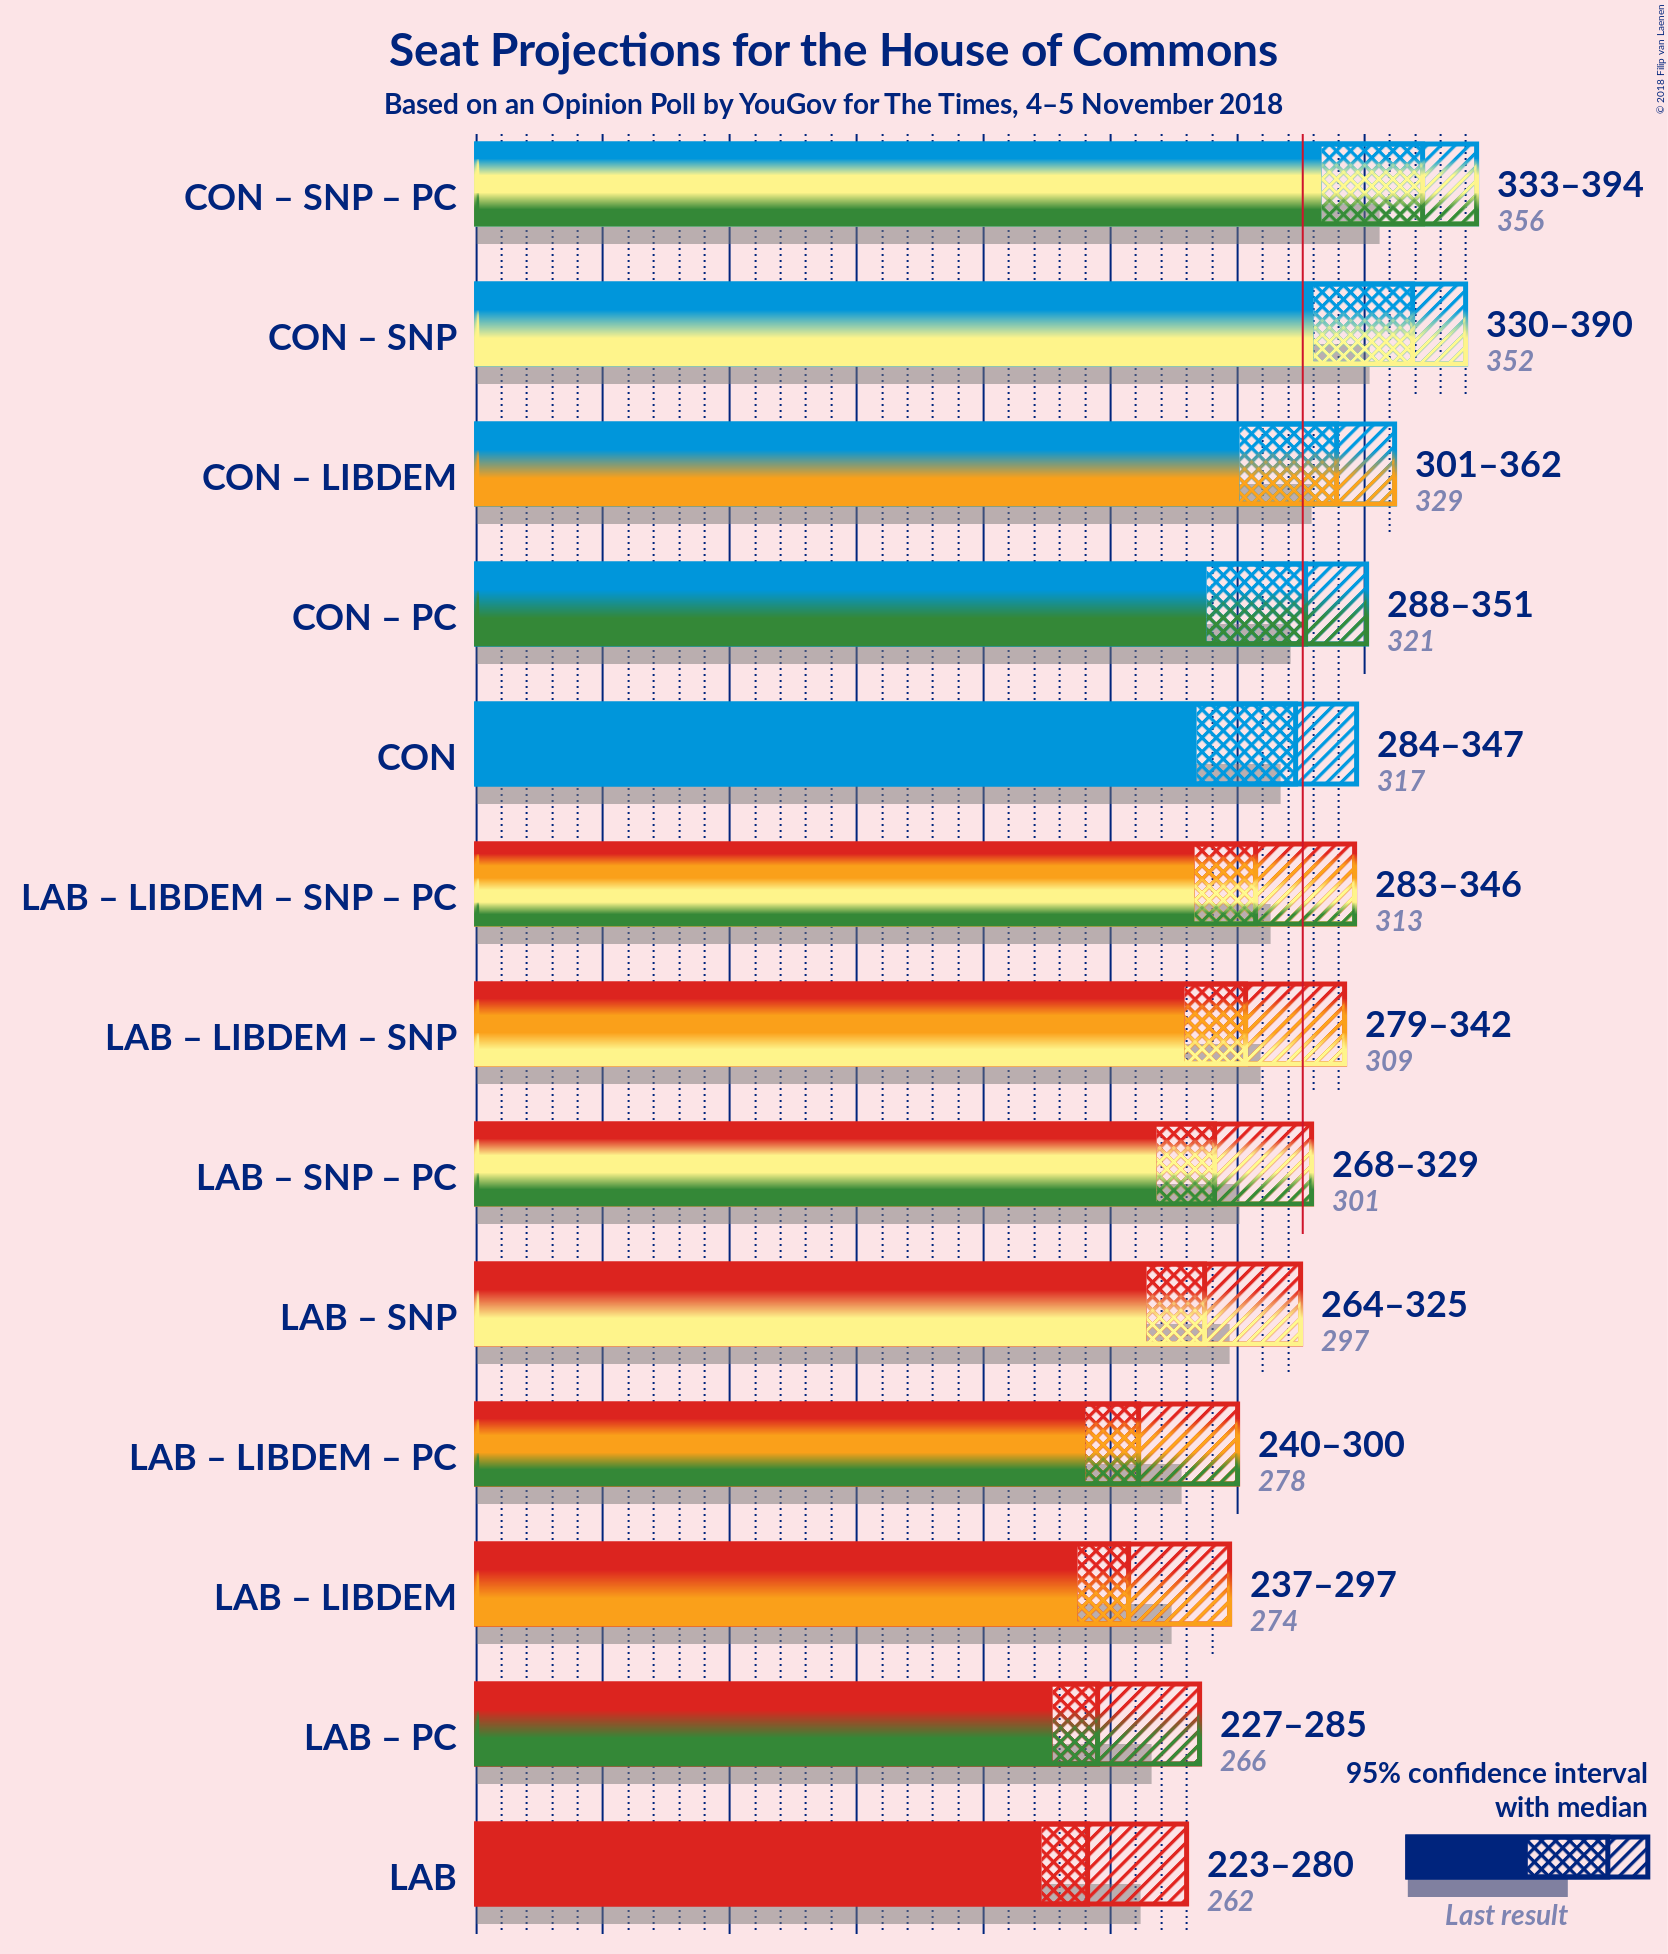 Seat Projections for the House of Commons
Based on an Opinion Poll by YouGov for The Times, 4–5 November 2018
© 2018 Filip van Laenen
CON – SNP – PC
333–394
356
CON – SNP
330–390
352
CON – LIBDEM
301–362
329
CON – PC
288–351
321
CON
284–347
317
LAB – LIBDEM – SNP – PC
283–346
313
LAB – LIBDEM – SNP
279–342
309
LAB – SNP – PC
268–329
301
LAB – SNP
264–325
297
LAB – LIBDEM – PC
240–300
278
LAB – LIBDEM
237–297
274
LAB – PC
227–285
266
LAB
223–280
262
95% confidence interval
with median
Last result